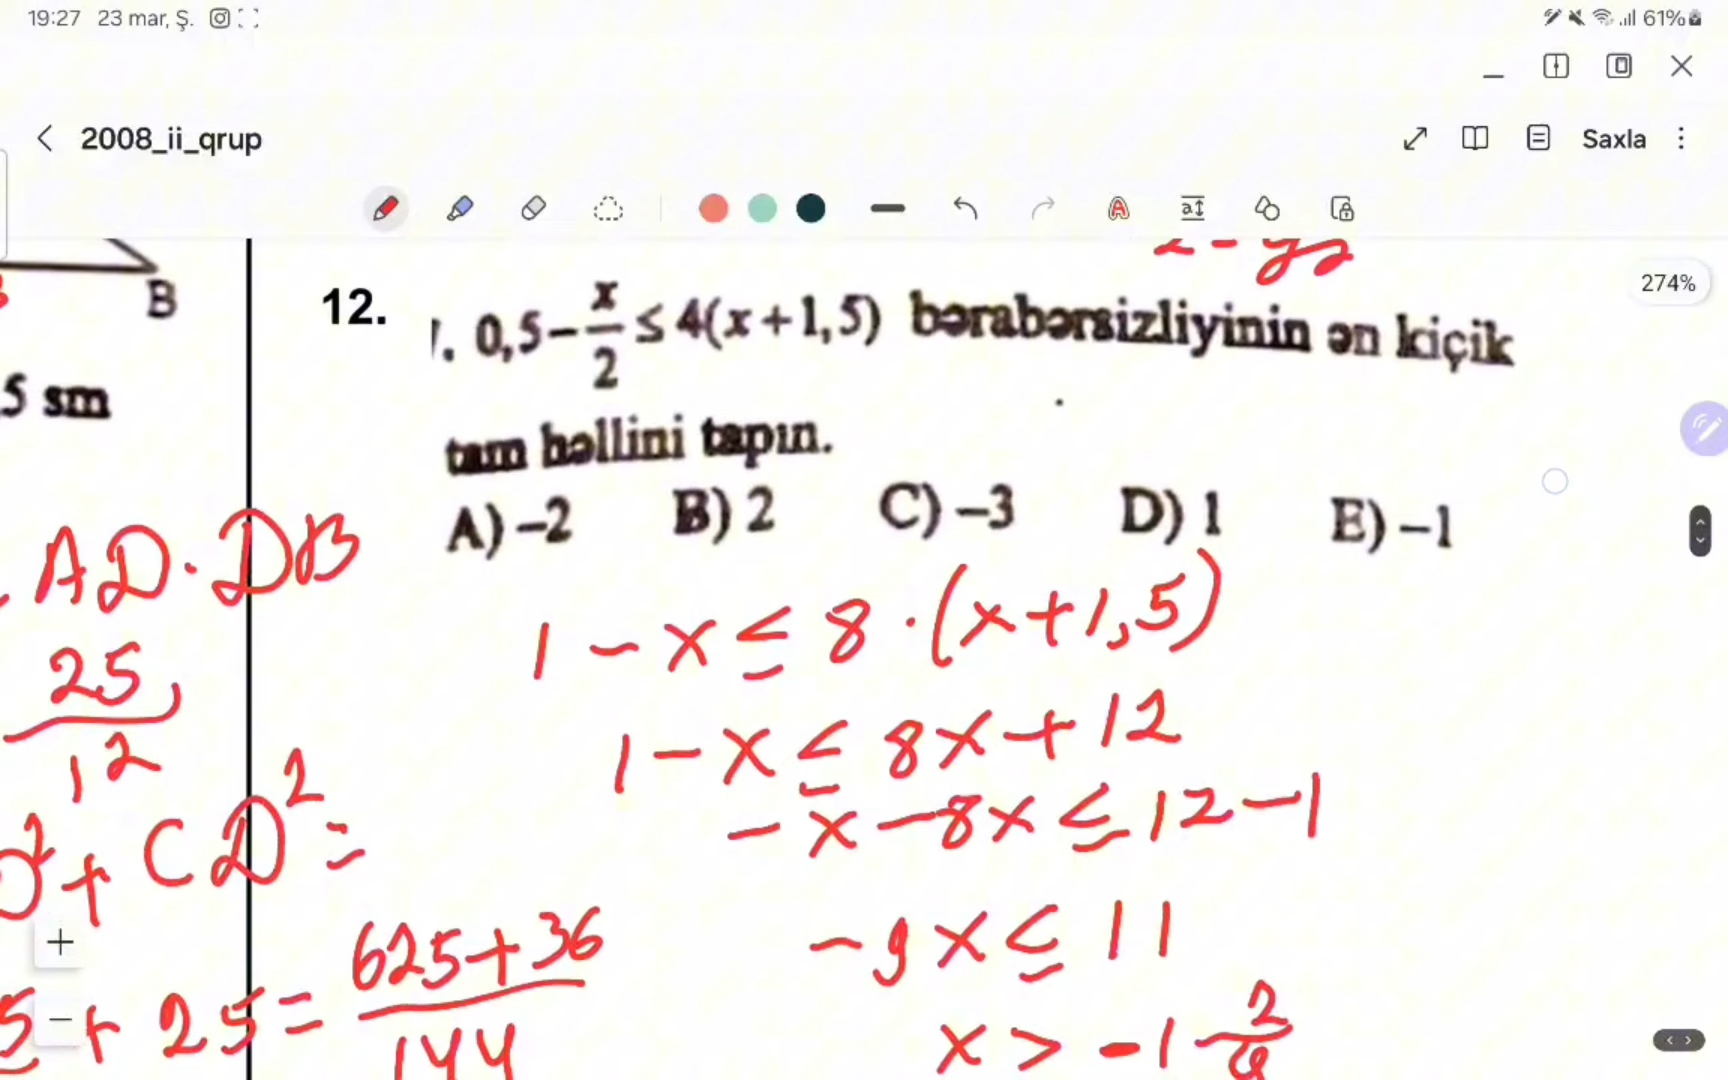 19:27 23 mar, Ş. 61%
2008_ii_qrup Saxla
274%
B
12. 0,5-x/2 ≤ 4(x+1,5) bərabərsizliyinin ən kiçik
tam həllini tapın.
A) -2 B) 2 C) -3 D) 1 E) -1
5 sm
AD·DB
25/12
+ CD² =
5 + 25 = 625+36/144
1 - x ≤ 8·(x+1,5)
1 - x ≤ 8x + 12
- x - 8x ≤ 12 - 1
- 9x ≤ 11
x > -1 2/9